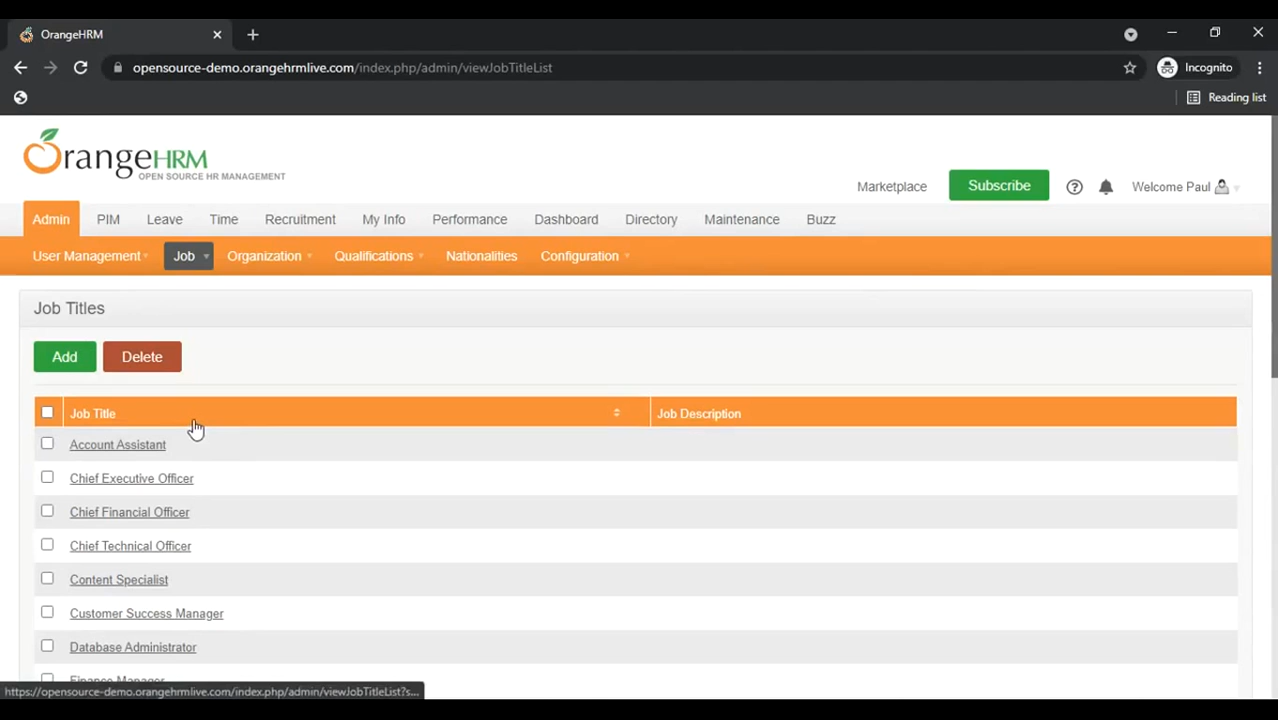 OrangeHRM
opensource-demo.orangehrmlive.com/index.php/admin/viewJobTitleList
Incognito
Reading list
OrangeHRM
OPEN SOURCE HR MANAGEMENT
Marketplace
Subscribe
Welcome Paul
Admin PIM Leave Time Recruitment My Info Performance Dashboard Directory Maintenance Buzz
User Management Job Organization Qualifications Nationalities Configuration
Job Titles
Add Delete
Job Title Job Description
Account Assistant
Chief Executive Officer
Chief Financial Officer
Chief Technical Officer
Content Specialist
Customer Success Manager
Database Administrator
Finance Manager
https://opensource-demo.orangehrmlive.com/index.php/admin/viewJobTitleList?s...